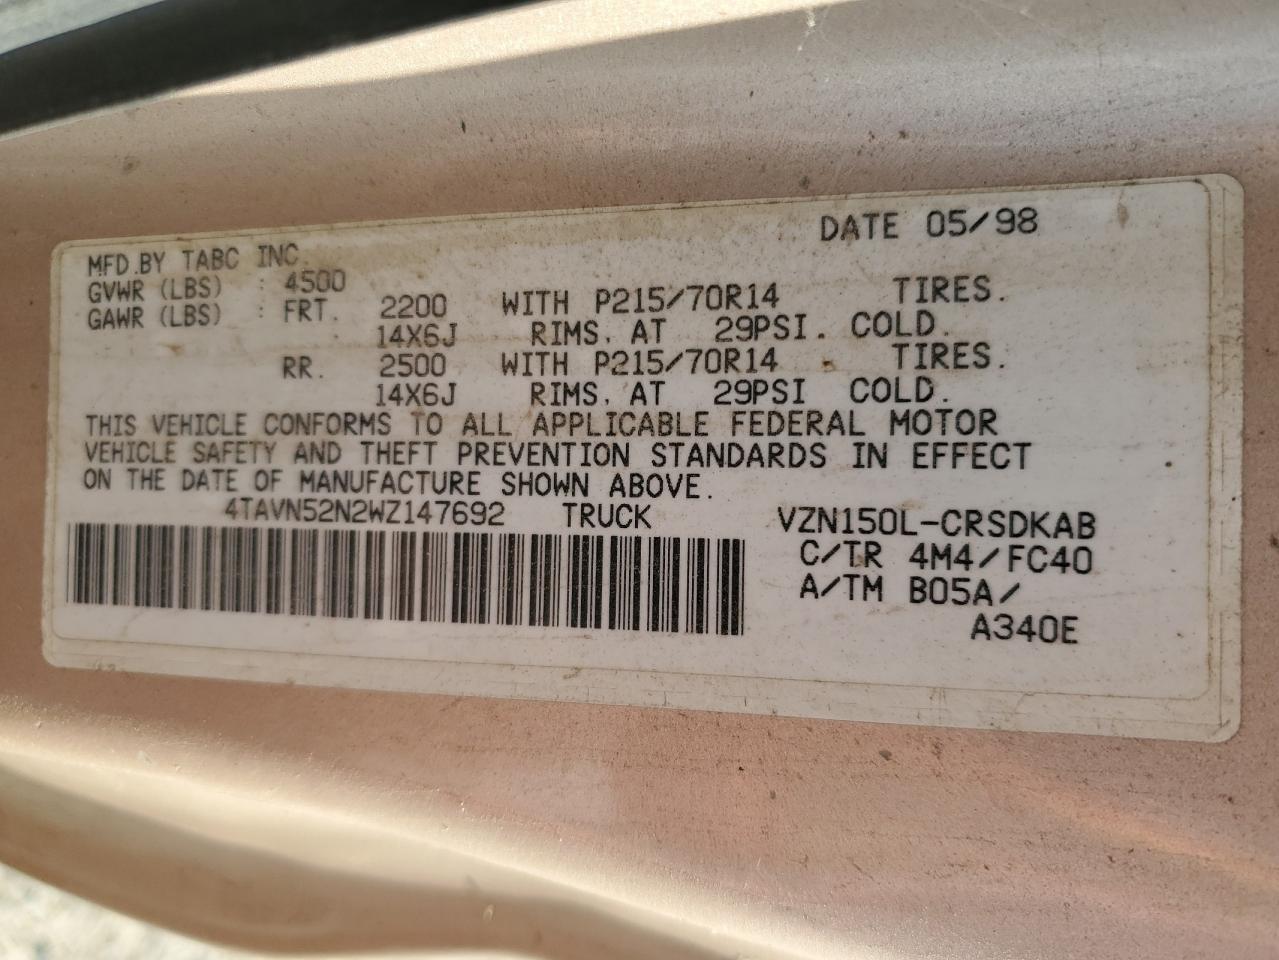 DATE 05/98
MFD.BY TABC INC.
GVWR (LBS) : 4500
GAWR (LBS) : FRT. 2200 WITH P215/70R14 TIRES.
14X6J RIMS. AT 29PSI. COLD.
RR. 2500 WITH P215/70R14 TIRES.
14X6J RIMS. AT 29PSI COLD.
THIS VEHICLE CONFORMS TO ALL APPLICABLE FEDERAL MOTOR
VEHICLE SAFETY AND THEFT PREVENTION STANDARDS IN EFFECT
ON THE DATE OF MANUFACTURE SHOWN ABOVE.
4TAVN52N2WZ147692 TRUCK VZN150L-CRSDKAB
C/TR 4M4/FC40
A/TM B05A/
A340E